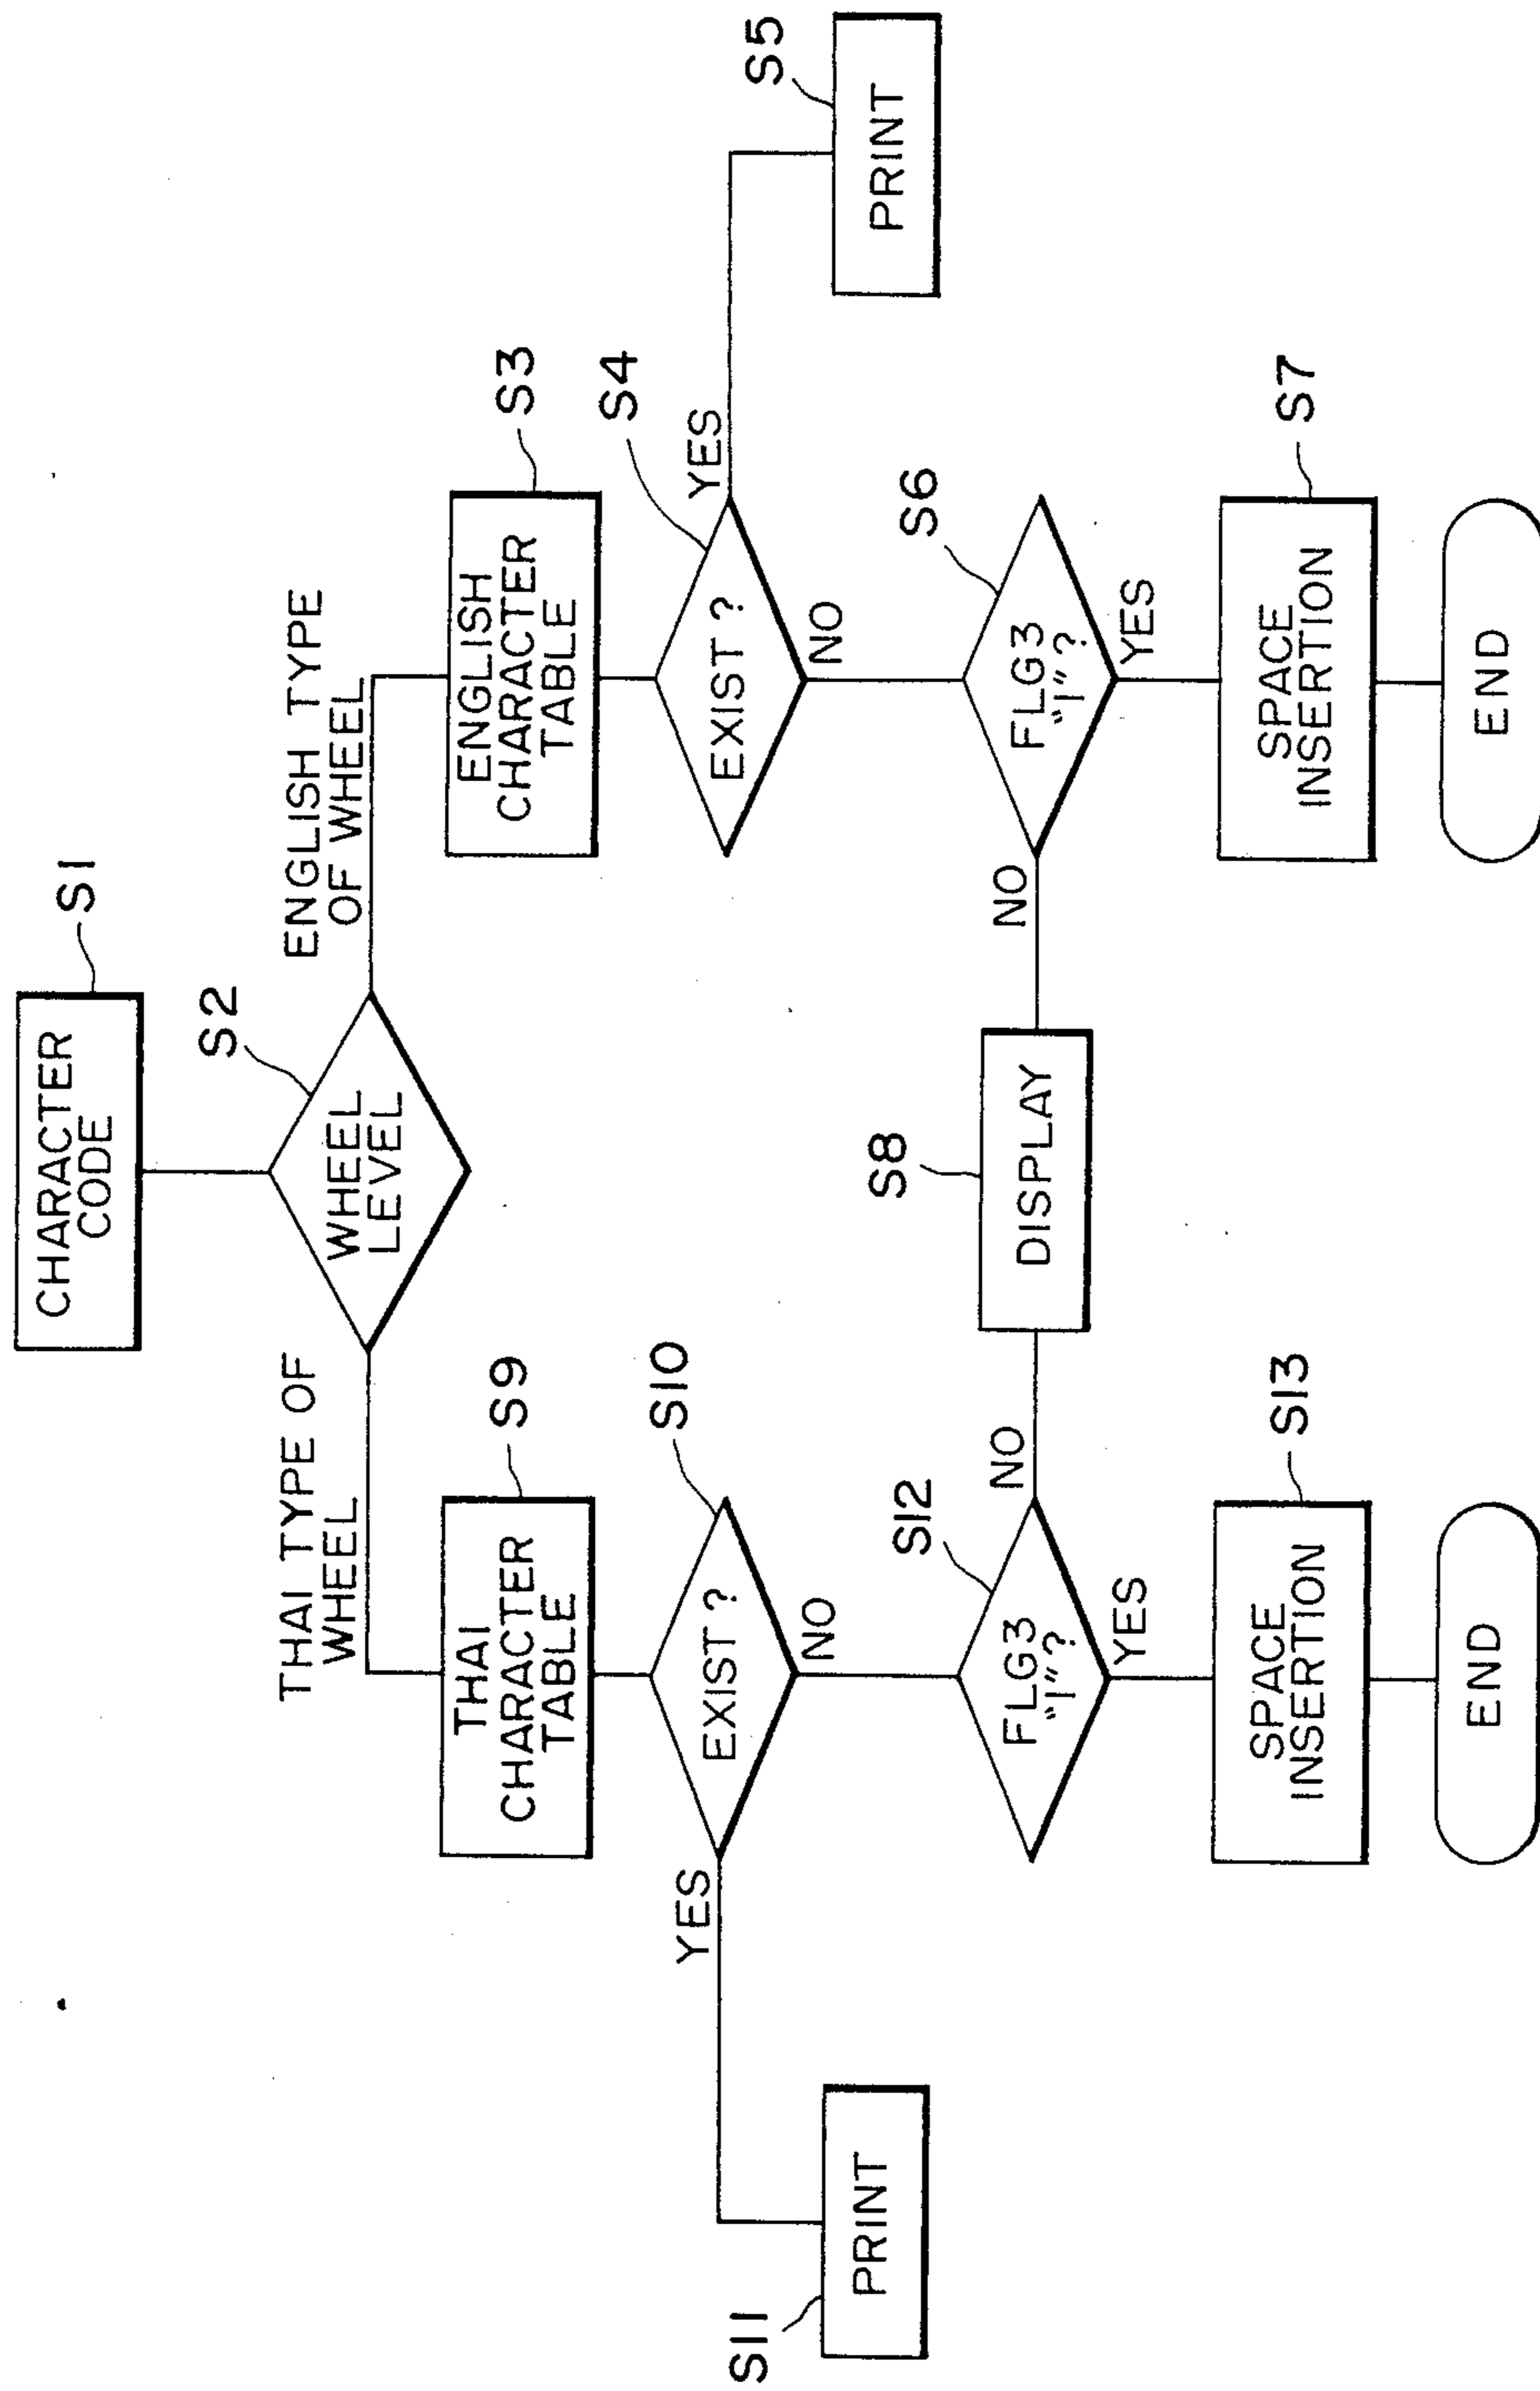 CHARACTER
CODE
S1
WHEEL
LEVEL
S2
THAI TYPE OF
WHEEL
ENGLISH TYPE
OF WHEEL
THAI
CHARACTER
TABLE
S9
ENGLISH
CHARACTER
TABLE
S3
EXIST ?
S10
YES
NO
EXIST ?
S4
YES
NO
S11
PRINT
S5
PRINT
FLG3
"1" ?
S12
NO
YES
S8
DISPLAY
FLG3
"1" ?
S6
NO
YES
SPACE
INSERTION
S13
SPACE
INSERTION
S7
END
END